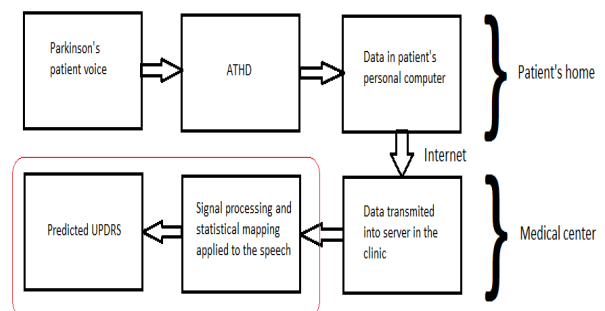 Parkinson's
patient voice
ATHD
Data in patient's
personal computer
Patient's home
Internet
Predicted UPDRS
Signal processing and
statistical mapping
applied to the speech
Data transmited
into server in the
clinic
Medical center